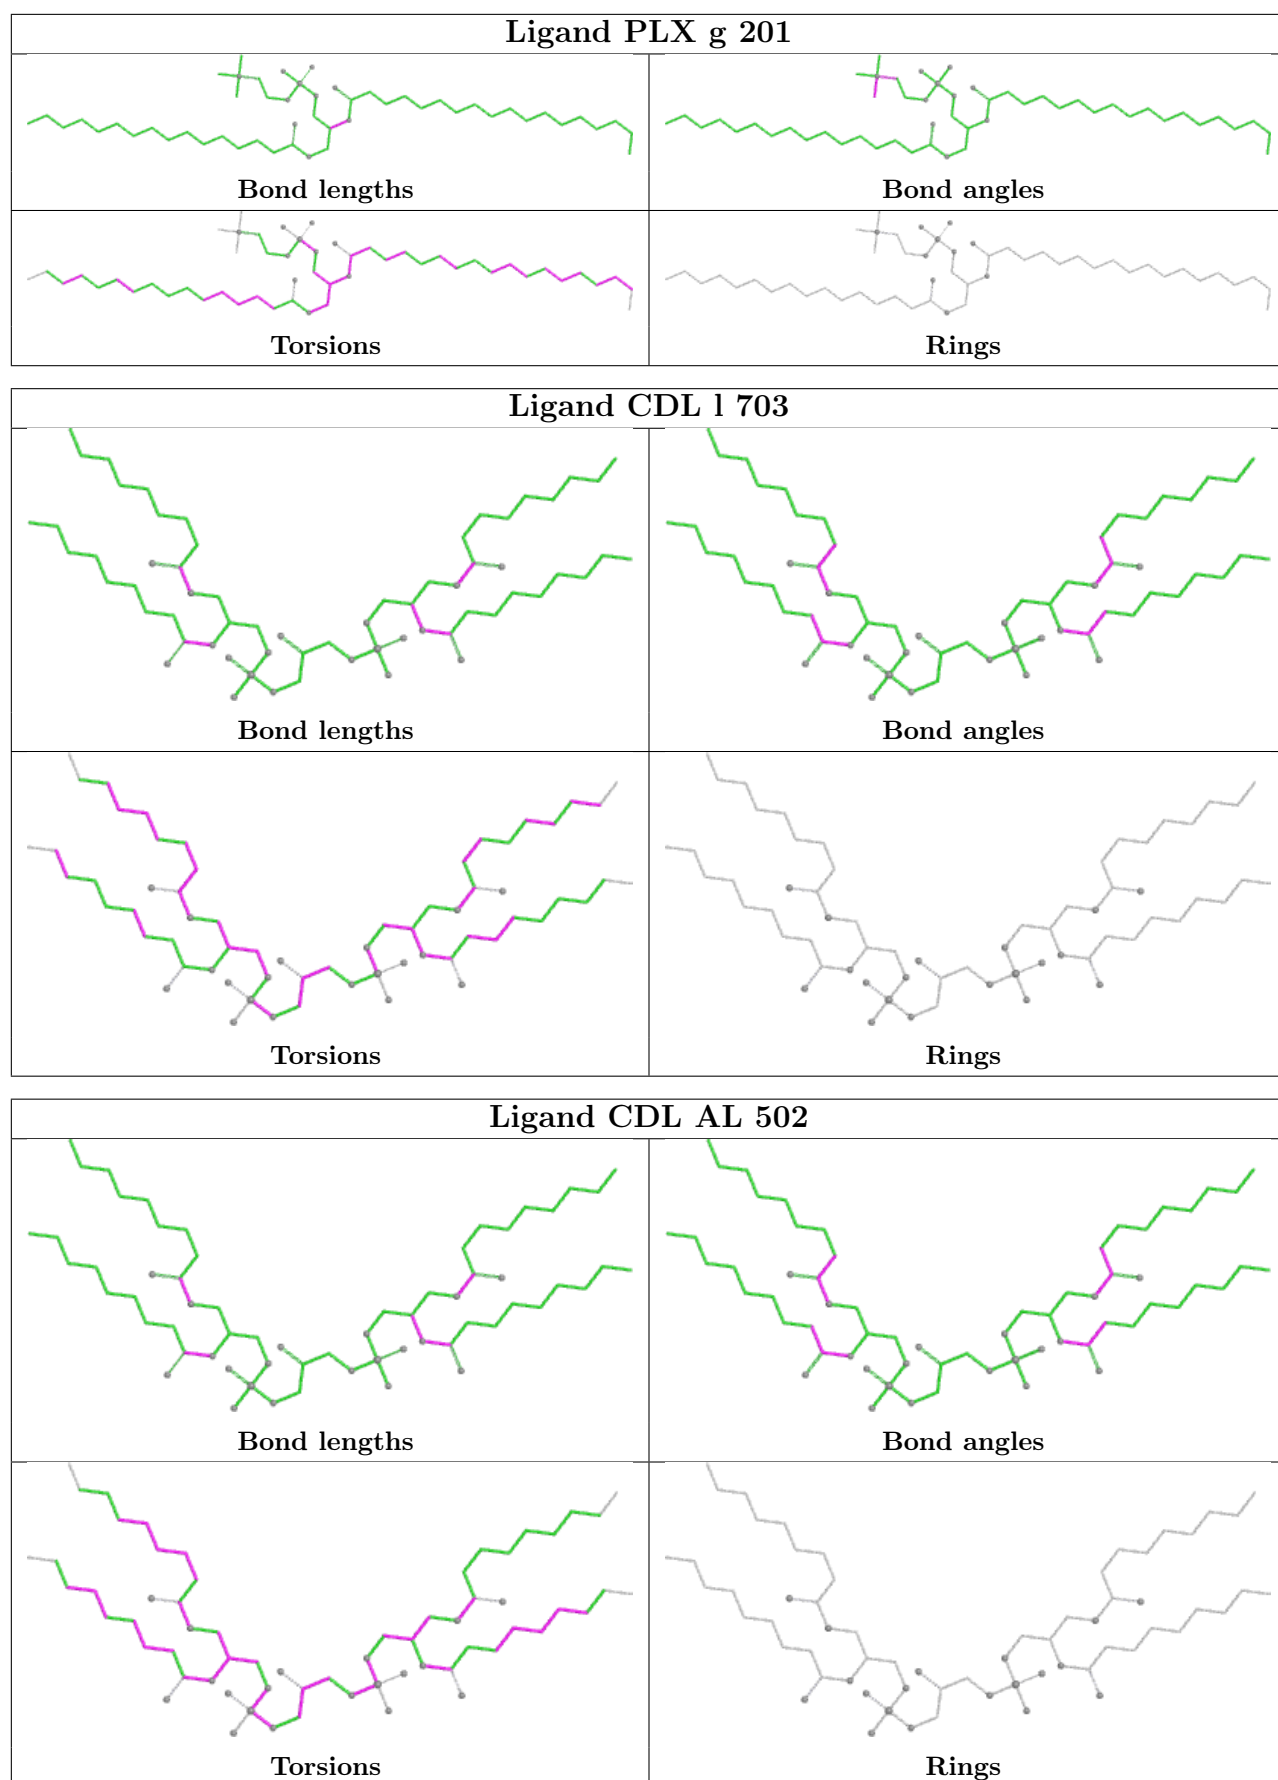 Ligand PLX g 201
Bond lengths
Bond angles
Torsions
Rings
Ligand CDL l 703
Bond lengths
Bond angles
Torsions
Rings
Ligand CDL AL 502
Bond lengths
Bond angles
Torsions
Rings